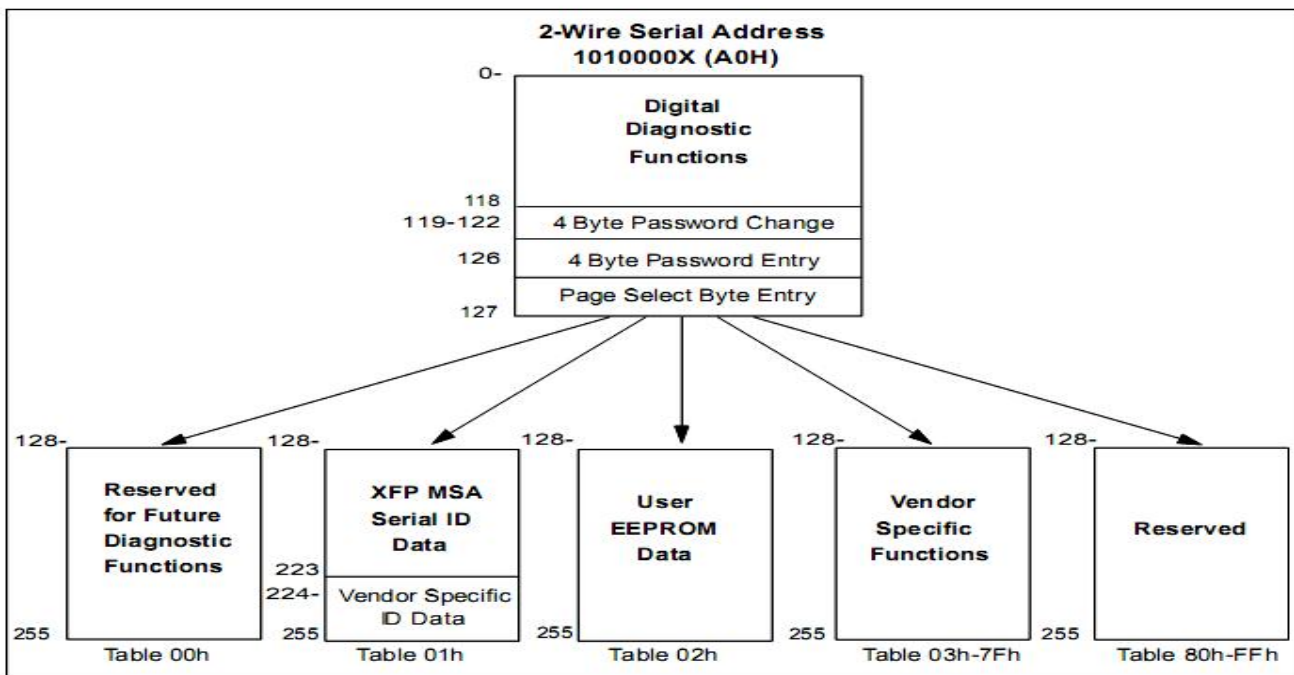 2-Wire Serial Address
1010000X (A0H)
0-
Digital
Diagnostic
Functions
118
119-122
4 Byte Password Change
126
4 Byte Password Entry
Page Select Byte Entry
127
128-
128-
128-
128-
128-
Reserved
for Future
Diagnostic
Functions
255
Table 00h
XFP MSA
Serial ID
Data
223
224-
Vendor Specific
ID Data
255
Table 01h
User
EEPROM
Data
255
Table 02h
Vendor
Specific
Functions
255
Table 03h-7Fh
Reserved
255
Table 80h-FFh